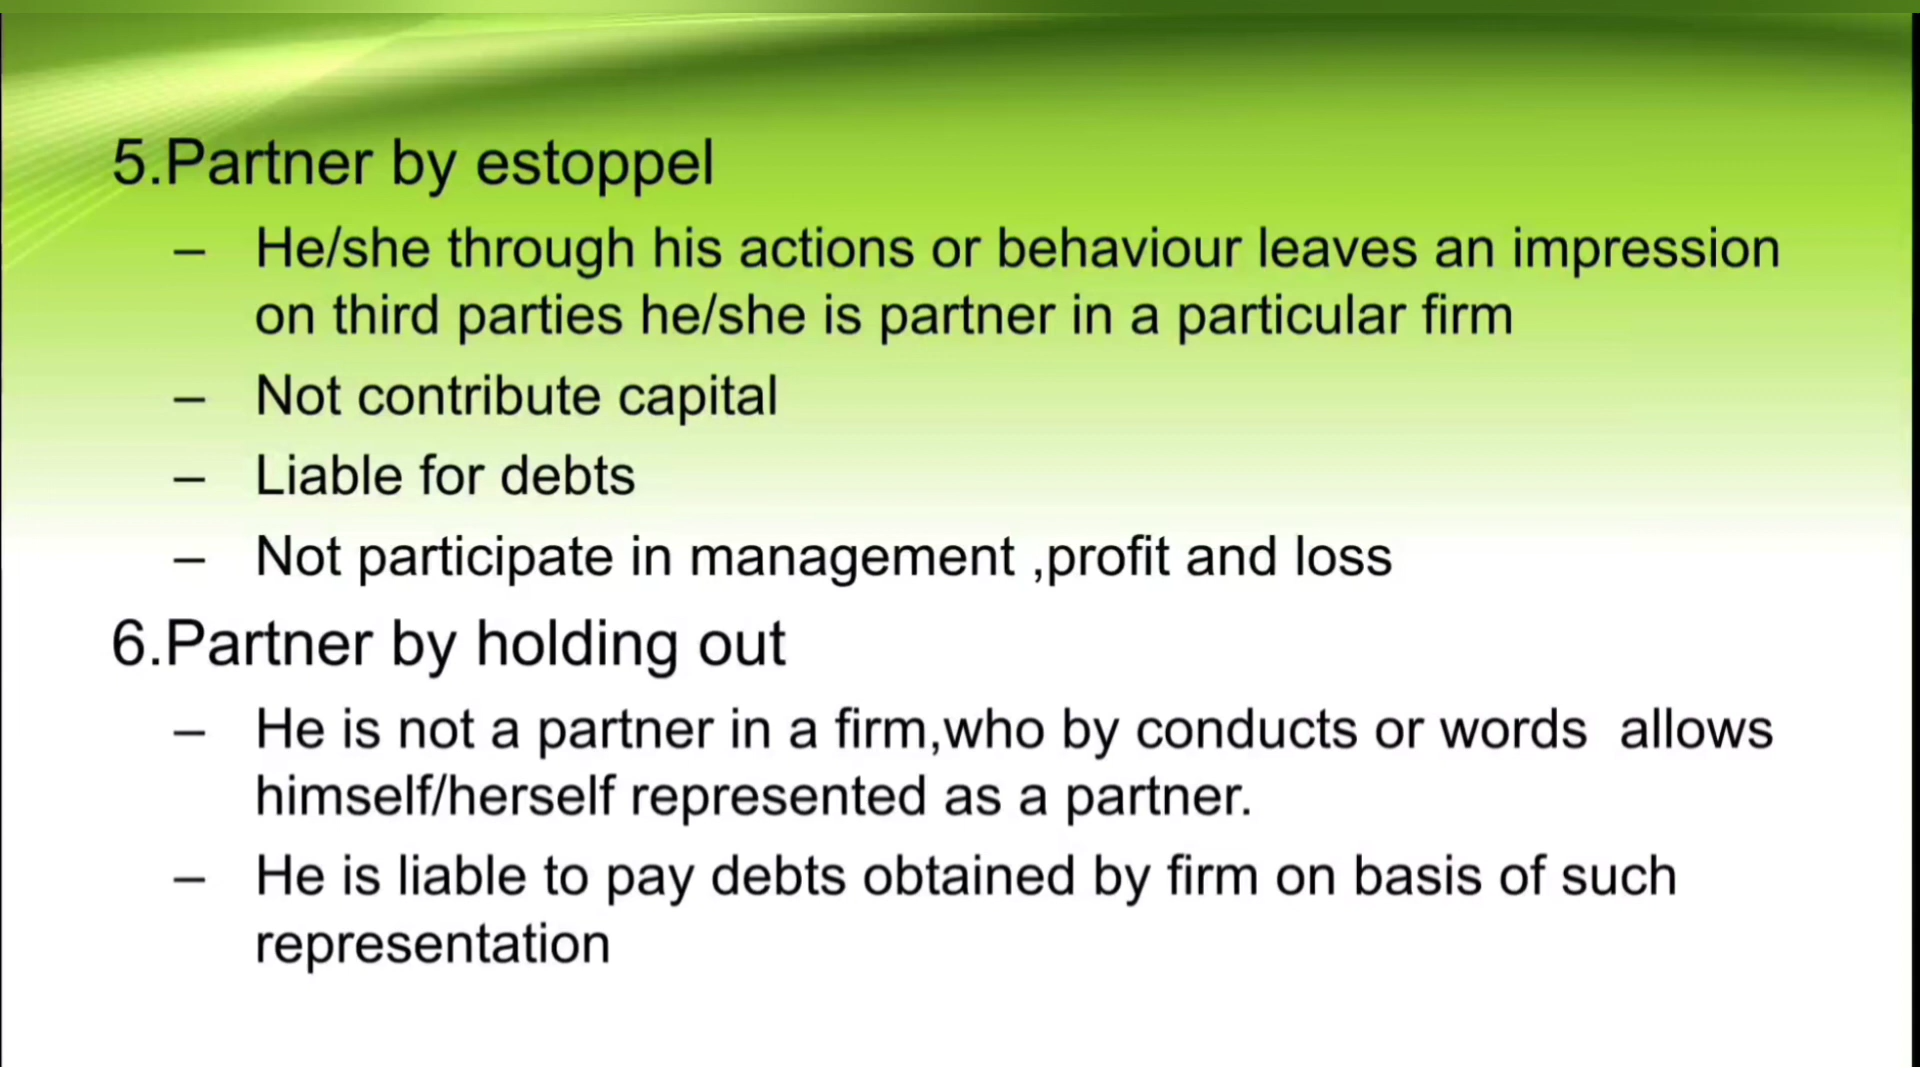 5.Partner by estoppel
– He/she through his actions or behaviour leaves an impression
on third parties he/she is partner in a particular firm
– Not contribute capital
– Liable for debts
– Not participate in management ,profit and loss
6.Partner by holding out
– He is not a partner in a firm,who by conducts or words  allows
himself/herself represented as a partner.
– He is liable to pay debts obtained by firm on basis of such
representation